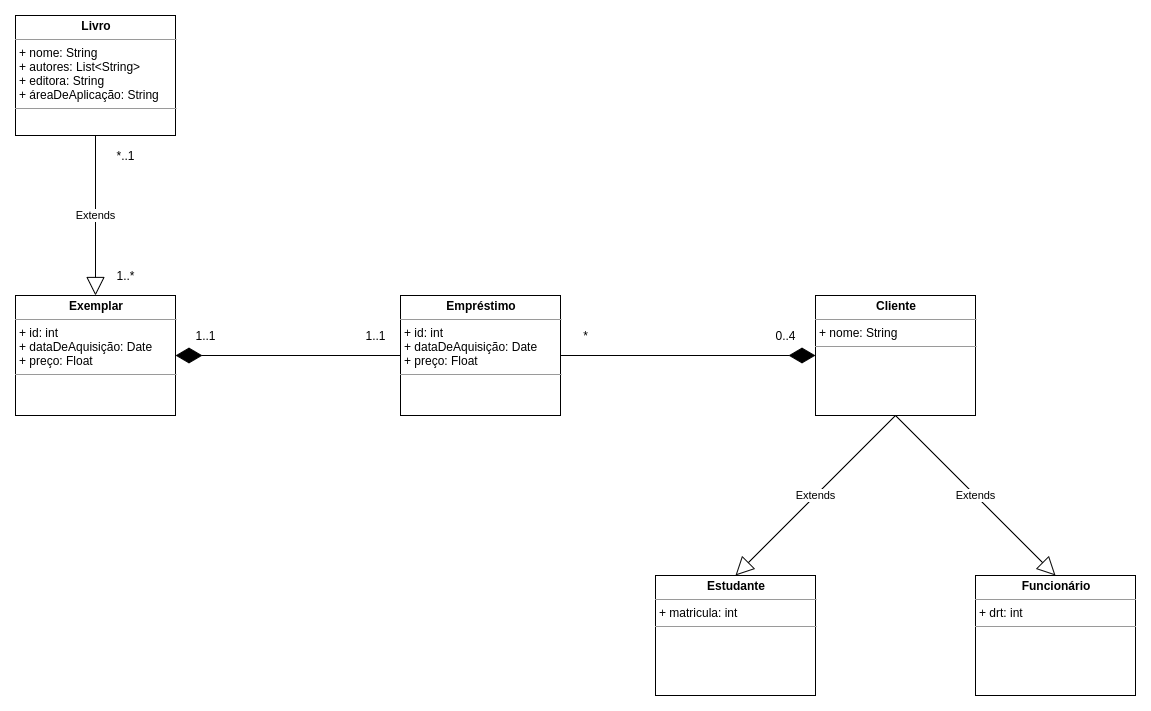 Livro
+ nome: String
+ autores: List<String>
+ editora: String
+ áreaDeAplicação: String
*..1
Extends
1..*
Exemplar
+ id: int
+ dataDeAquisição: Date
+ preço: Float
1..1
1..1
Empréstimo
+ id: int
+ dataDeAquisição: Date
+ preço: Float
*
0..4
Cliente
+ nome: String
Extends
Extends
Estudante
+ matricula: int
Funcionário
+ drt: int